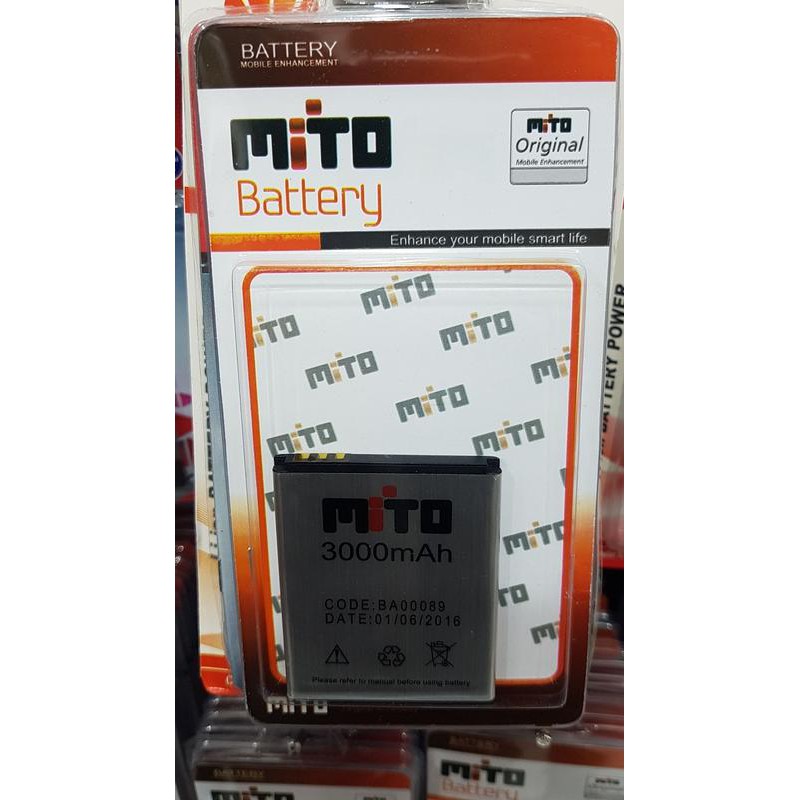 BATTERY
MOBILE ENHANCEMENT
MiTO
Battery
MiTO
Original
Mobile Enhancement
Enhance your mobile smart life
MiTO
MiTO
MiTO
MiTO
MiTO
MiTO
MiTO
MiTO
3000mAh
CODE:BA00089
DATE:01/06/2016
Please refer to manual before using battery
MiTO
BATTERY POWER
MiTO
MiTO
Battery